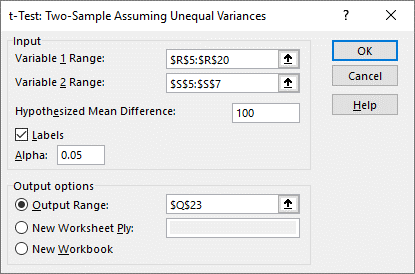 t-Test: Two-Sample Assuming Unequal Variances ? ×
Input
Variable 1 Range: $R$5:$R$20
Variable 2 Range: $S$5:$S$7
Hypothesized Mean Difference: 100
Labels
Alpha: 0.05
Output options
Output Range: $Q$23
New Worksheet Ply:
New Workbook
OK
Cancel
Help